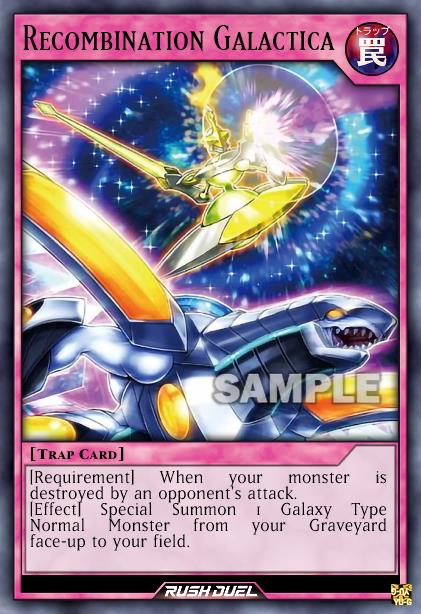 Recombination Galactica
トラップ
罠
SAMPLE
[Trap Card]
[Requirement] When your monster is
destroyed by an opponent's attack.
[Effect] Special Summon 1 Galaxy Type
Normal Monster from your Graveyard
face-up to your field.
RUSH DUEL